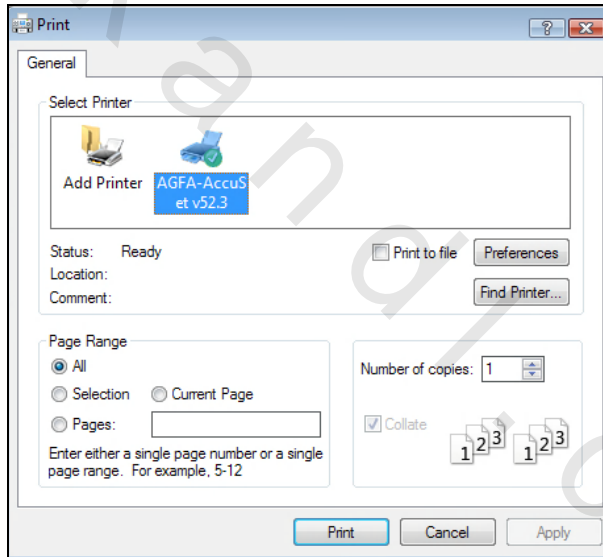 Print
General
Select Printer
Add Printer
AGFA-AccuS
et v52.3
Status: Ready
Print to file
Preferences
Location:
Comment:
Find Printer...
Page Range
All
Selection
Current Page
Pages:
Enter either a single page number or a single
page range. For example, 5-12
Number of copies: 1
Collate
1 2 3 1 2 3
Print
Cancel
Apply